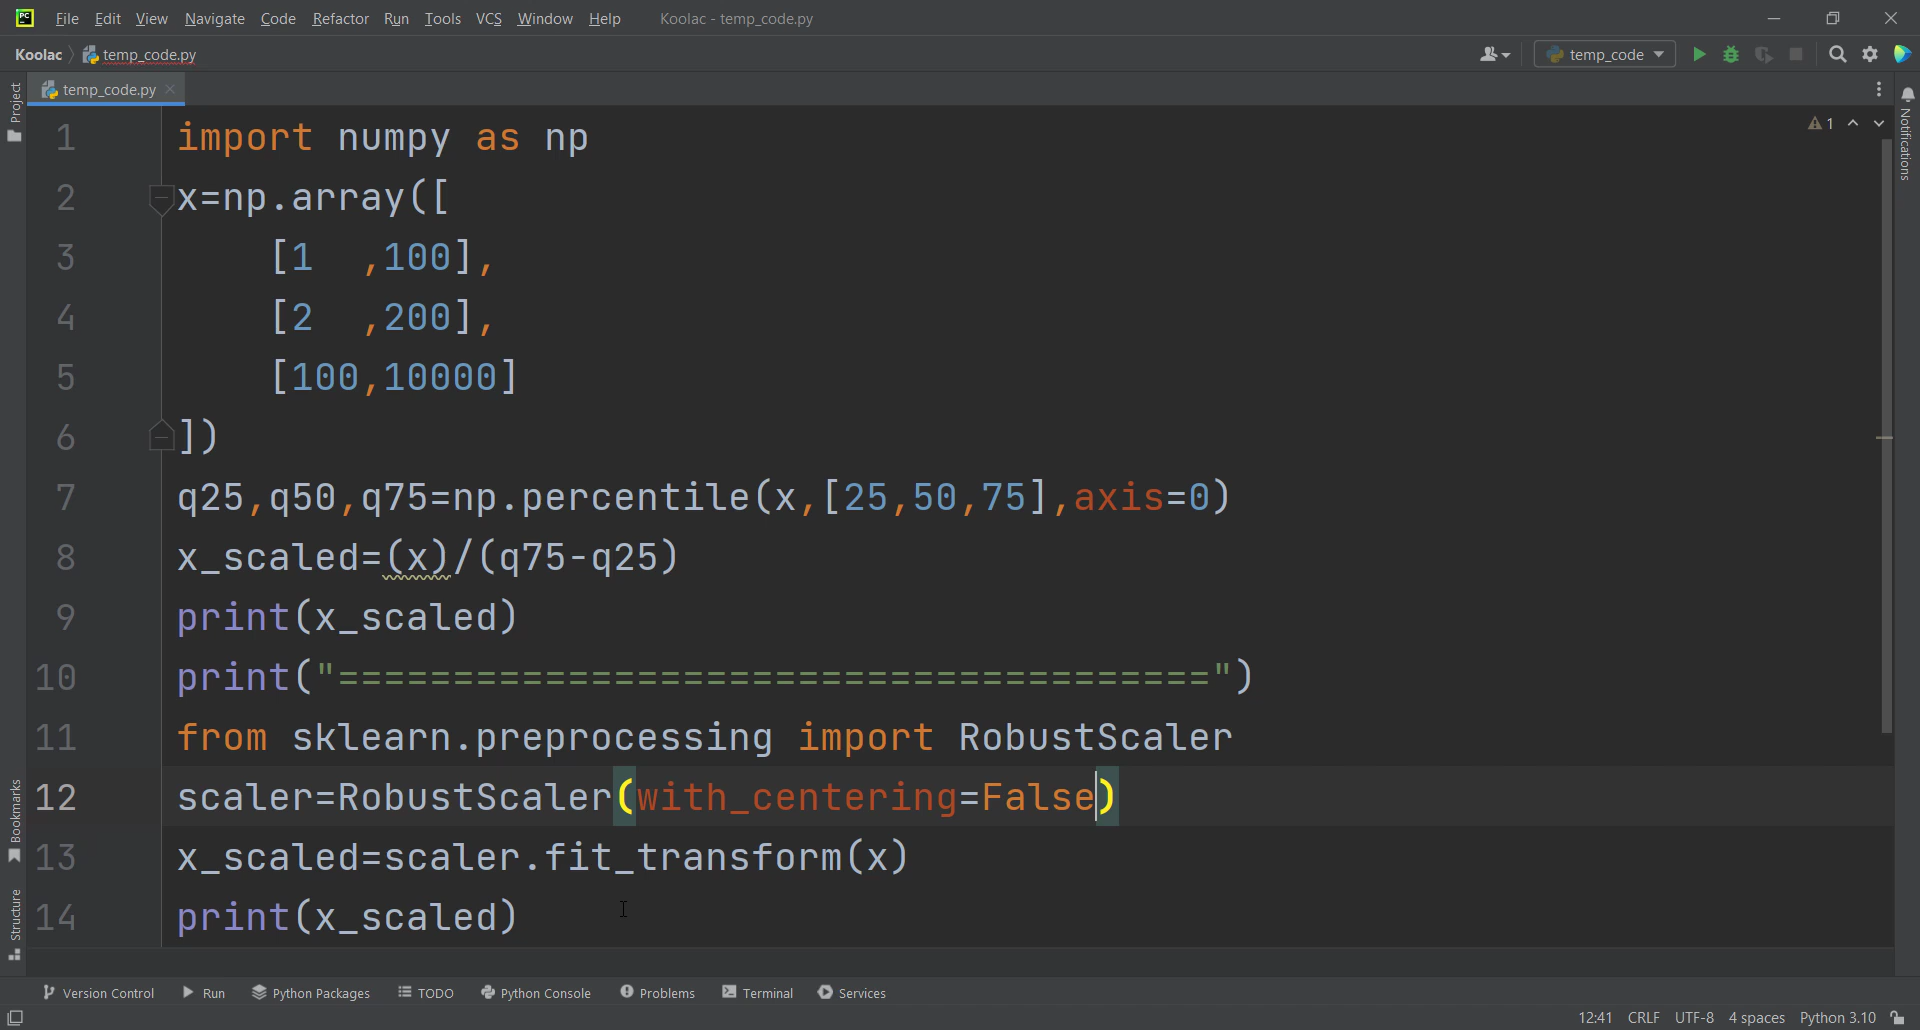 PC
File Edit View Navigate Code Refactor Run Tools VCS Window Help Koolac - temp_code.py
Koolac temp_code.py temp_code
temp_code.py
Project
Notifications
1
1 import numpy as np
2 x=np.array([
3 [1  ,100],
4 [2  ,200],
5 [100,10000]
6 ])
7 q25,q50,q75=np.percentile(x,[25,50,75],axis=0)
8 x_scaled=(x)/(q75-q25)
9 print(x_scaled)
10 print("======================================")
11 from sklearn.preprocessing import RobustScaler
12 scaler=RobustScaler(with_centering=False)
13 x_scaled=scaler.fit_transform(x)
14 print(x_scaled)
Bookmarks
Structure
Version Control Run Python Packages TODO Python Console Problems Terminal Services
12:41 CRLF UTF-8 4 spaces Python 3.10